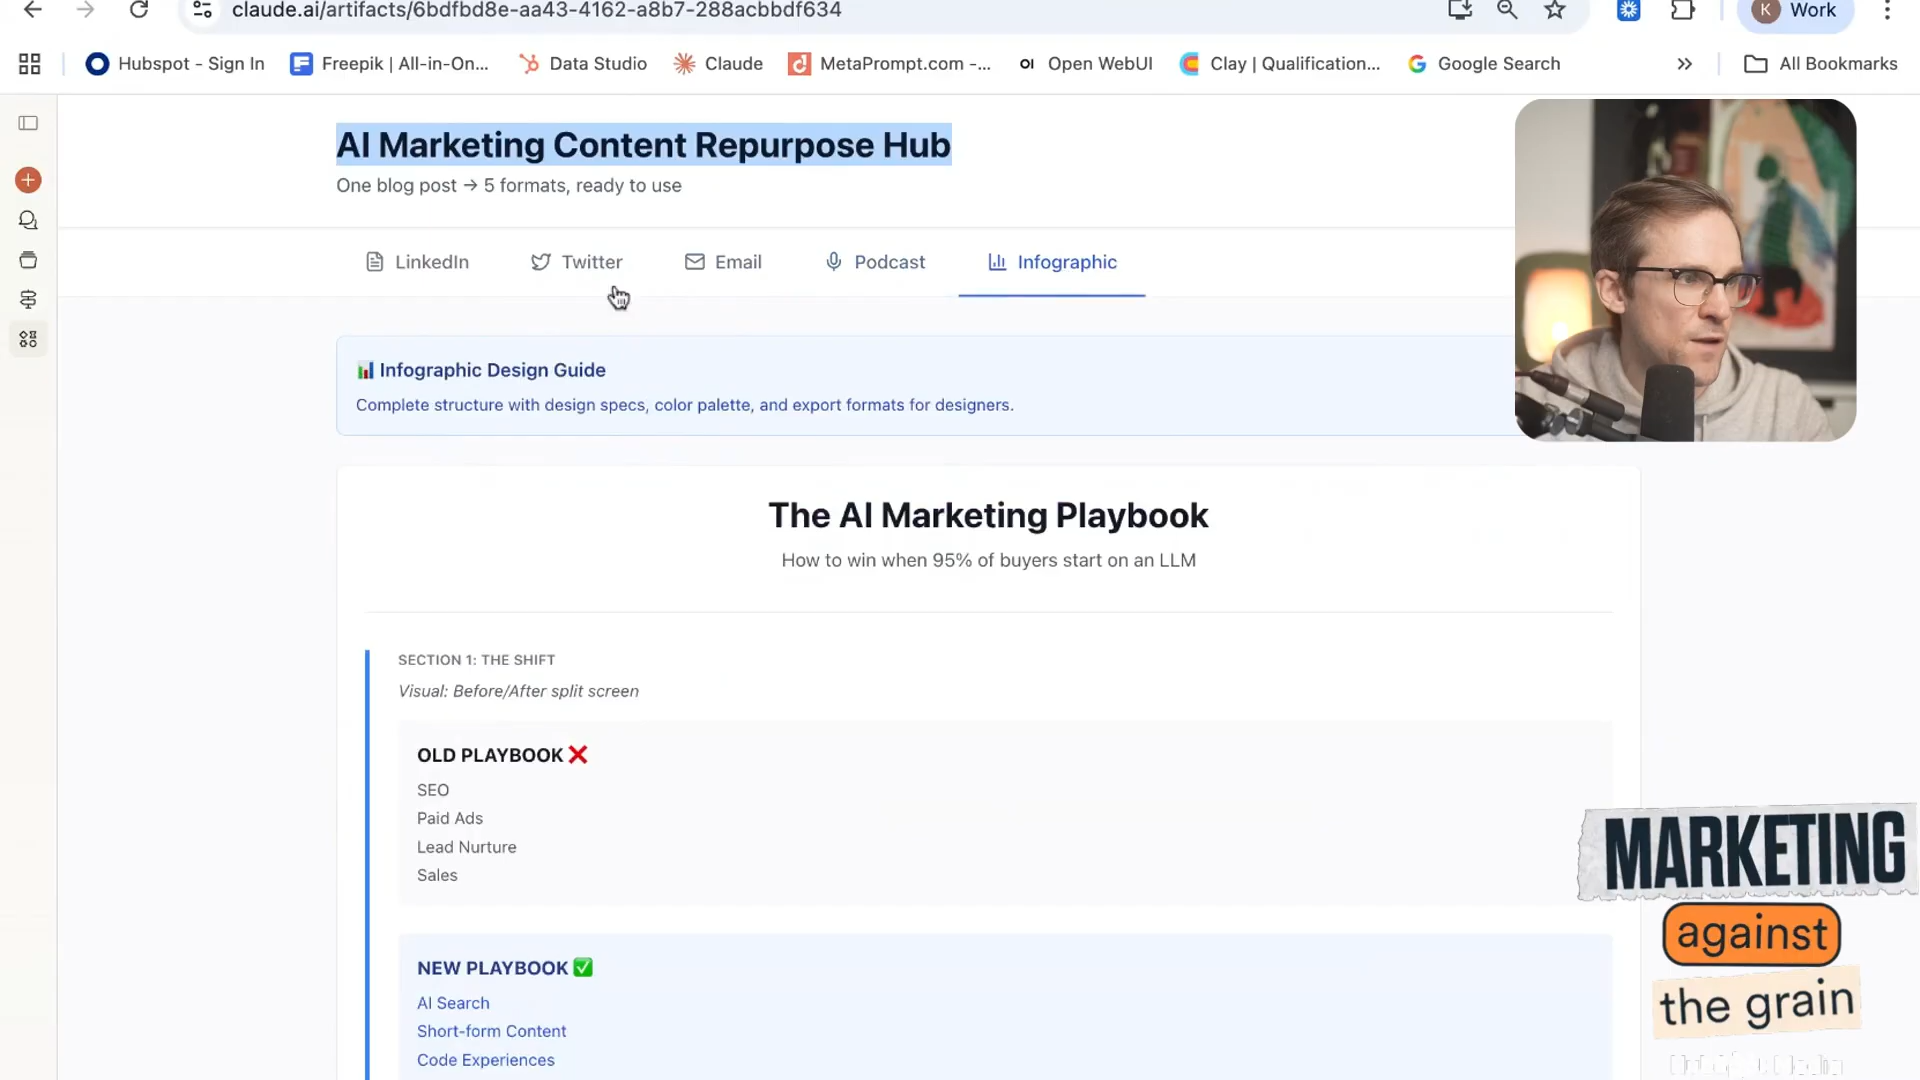 claude.ai/artifacts/6bdfbd8e-aa43-4162-a8b7-288acbbdf634
K Work
Hubspot - Sign In
Freepik | All-in-On...
Data Studio
Claude
MetaPrompt.com -...
OI Open WebUI
Clay | Qualification...
Google Search
All Bookmarks
AI Marketing Content Repurpose Hub
One blog post → 5 formats, ready to use
LinkedIn
Twitter
Email
Podcast
Infographic
Infographic Design Guide
Complete structure with design specs, color palette, and export formats for designers.
The AI Marketing Playbook
How to win when 95% of buyers start on an LLM
SECTION 1: THE SHIFT
Visual: Before/After split screen
OLD PLAYBOOK ❌
SEO
Paid Ads
Lead Nurture
Sales
NEW PLAYBOOK ✅
AI Search
Short-form Content
Code Experiences
MARKETING
against
the grain